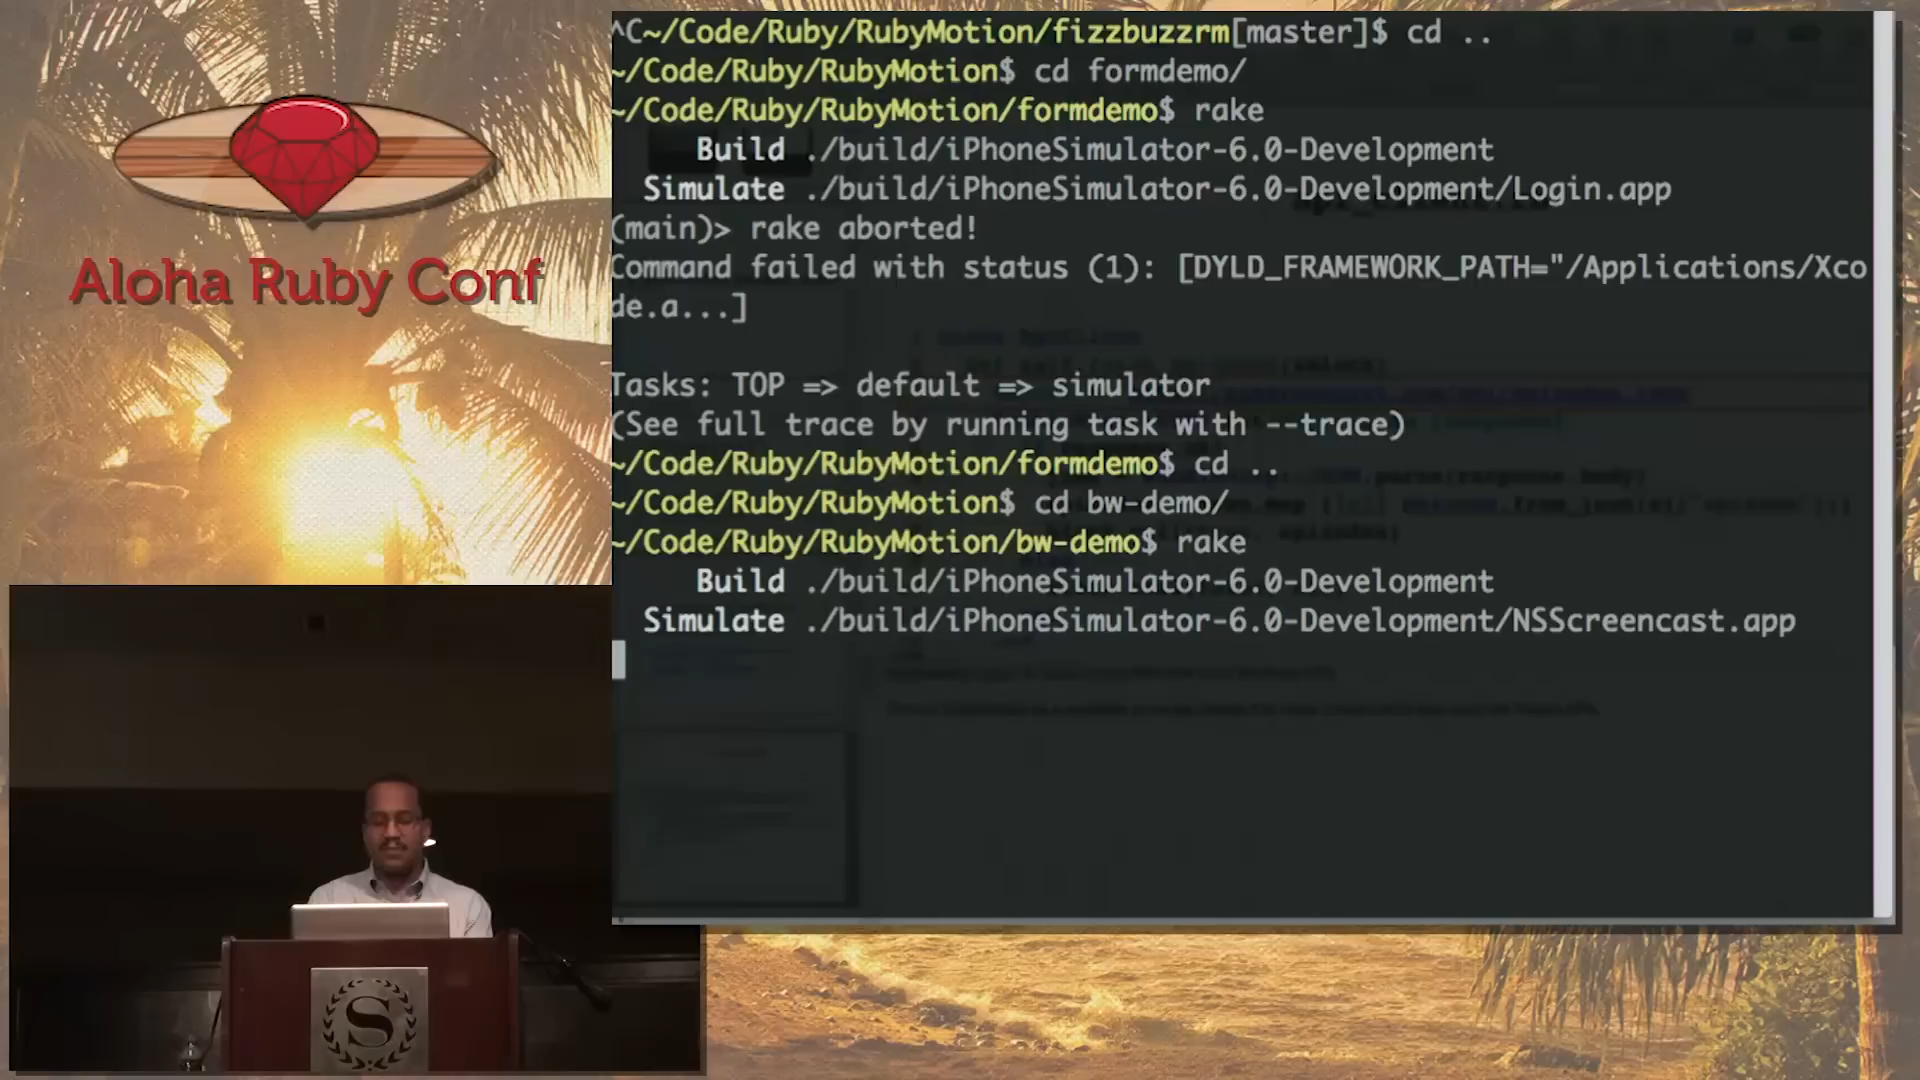 ^C~/Code/Ruby/RubyMotion/fizzbuzzrm[master]$ cd ..
~/Code/Ruby/RubyMotion$ cd formdemo/
~/Code/Ruby/RubyMotion/formdemo$ rake
Build ./build/iPhoneSimulator-6.0-Development
Simulate ./build/iPhoneSimulator-6.0-Development/Login.app
(main)> rake aborted!
Command failed with status (1): [DYLD_FRAMEWORK_PATH="/Applications/Xco
de.a...]
Tasks: TOP => default => simulator
(See full trace by running task with --trace)
~/Code/Ruby/RubyMotion/formdemo$ cd ..
~/Code/Ruby/RubyMotion$ cd bw-demo/
~/Code/Ruby/RubyMotion/bw-demo$ rake
Build ./build/iPhoneSimulator-6.0-Development
Simulate ./build/iPhoneSimulator-6.0-Development/NSScreencast.app
Aloha Ruby Conf
S